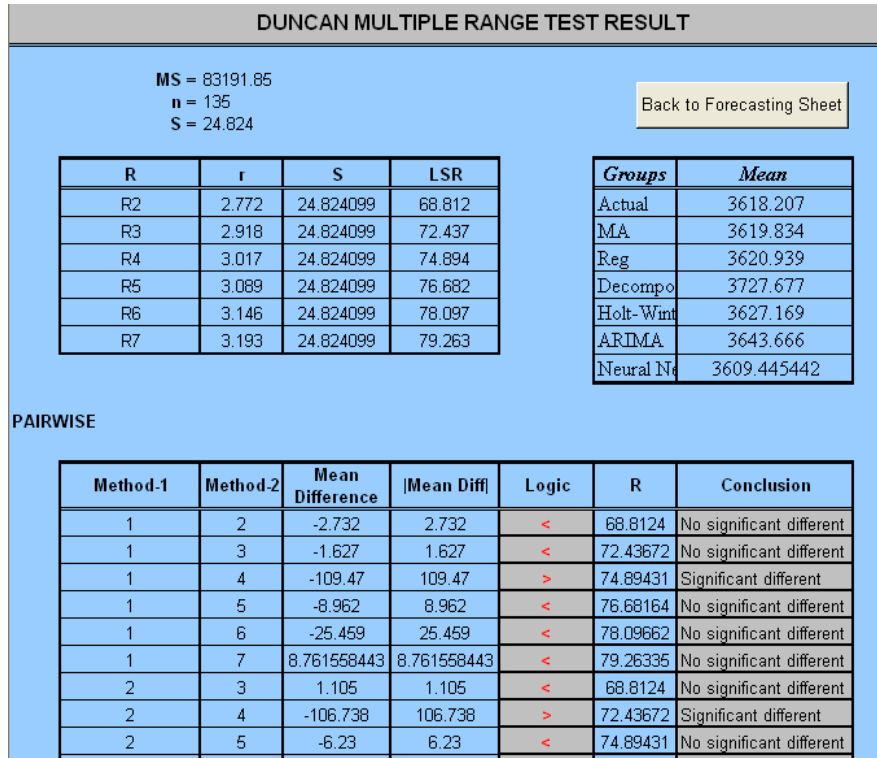 DUNCAN MULTIPLE RANGE TEST RESULT
MS = 83191.85
n = 135
S = 24.824
Back to Forecasting Sheet
R r S LSR
R2 2.772 24.824099 68.812
R3 2.918 24.824099 72.437
R4 3.017 24.824099 74.894
R5 3.089 24.824099 76.682
R6 3.146 24.824099 78.097
R7 3.193 24.824099 79.263
Groups Mean
Actual 3618.207
MA 3619.834
Reg 3620.939
Decompo 3727.677
Holt-Wint 3627.169
ARIMA 3643.666
Neural Ne 3609.445442
PAIRWISE
Method-1 Method-2 Mean Difference |Mean Diff| Logic R Conclusion
1 2 -2.732 2.732 < 68.8124 No significant different
1 3 -1.627 1.627 < 72.43672 No significant different
1 4 -109.47 109.47 > 74.89431 Significant different
1 5 -8.962 8.962 < 76.68164 No significant different
1 6 -25.459 25.459 < 78.09662 No significant different
1 7 8.761558443 8.761558443 < 79.26335 No significant different
2 3 1.105 1.105 < 68.8124 No significant different
2 4 -106.738 106.738 > 72.43672 Significant different
2 5 -6.23 6.23 < 74.89431 No significant different